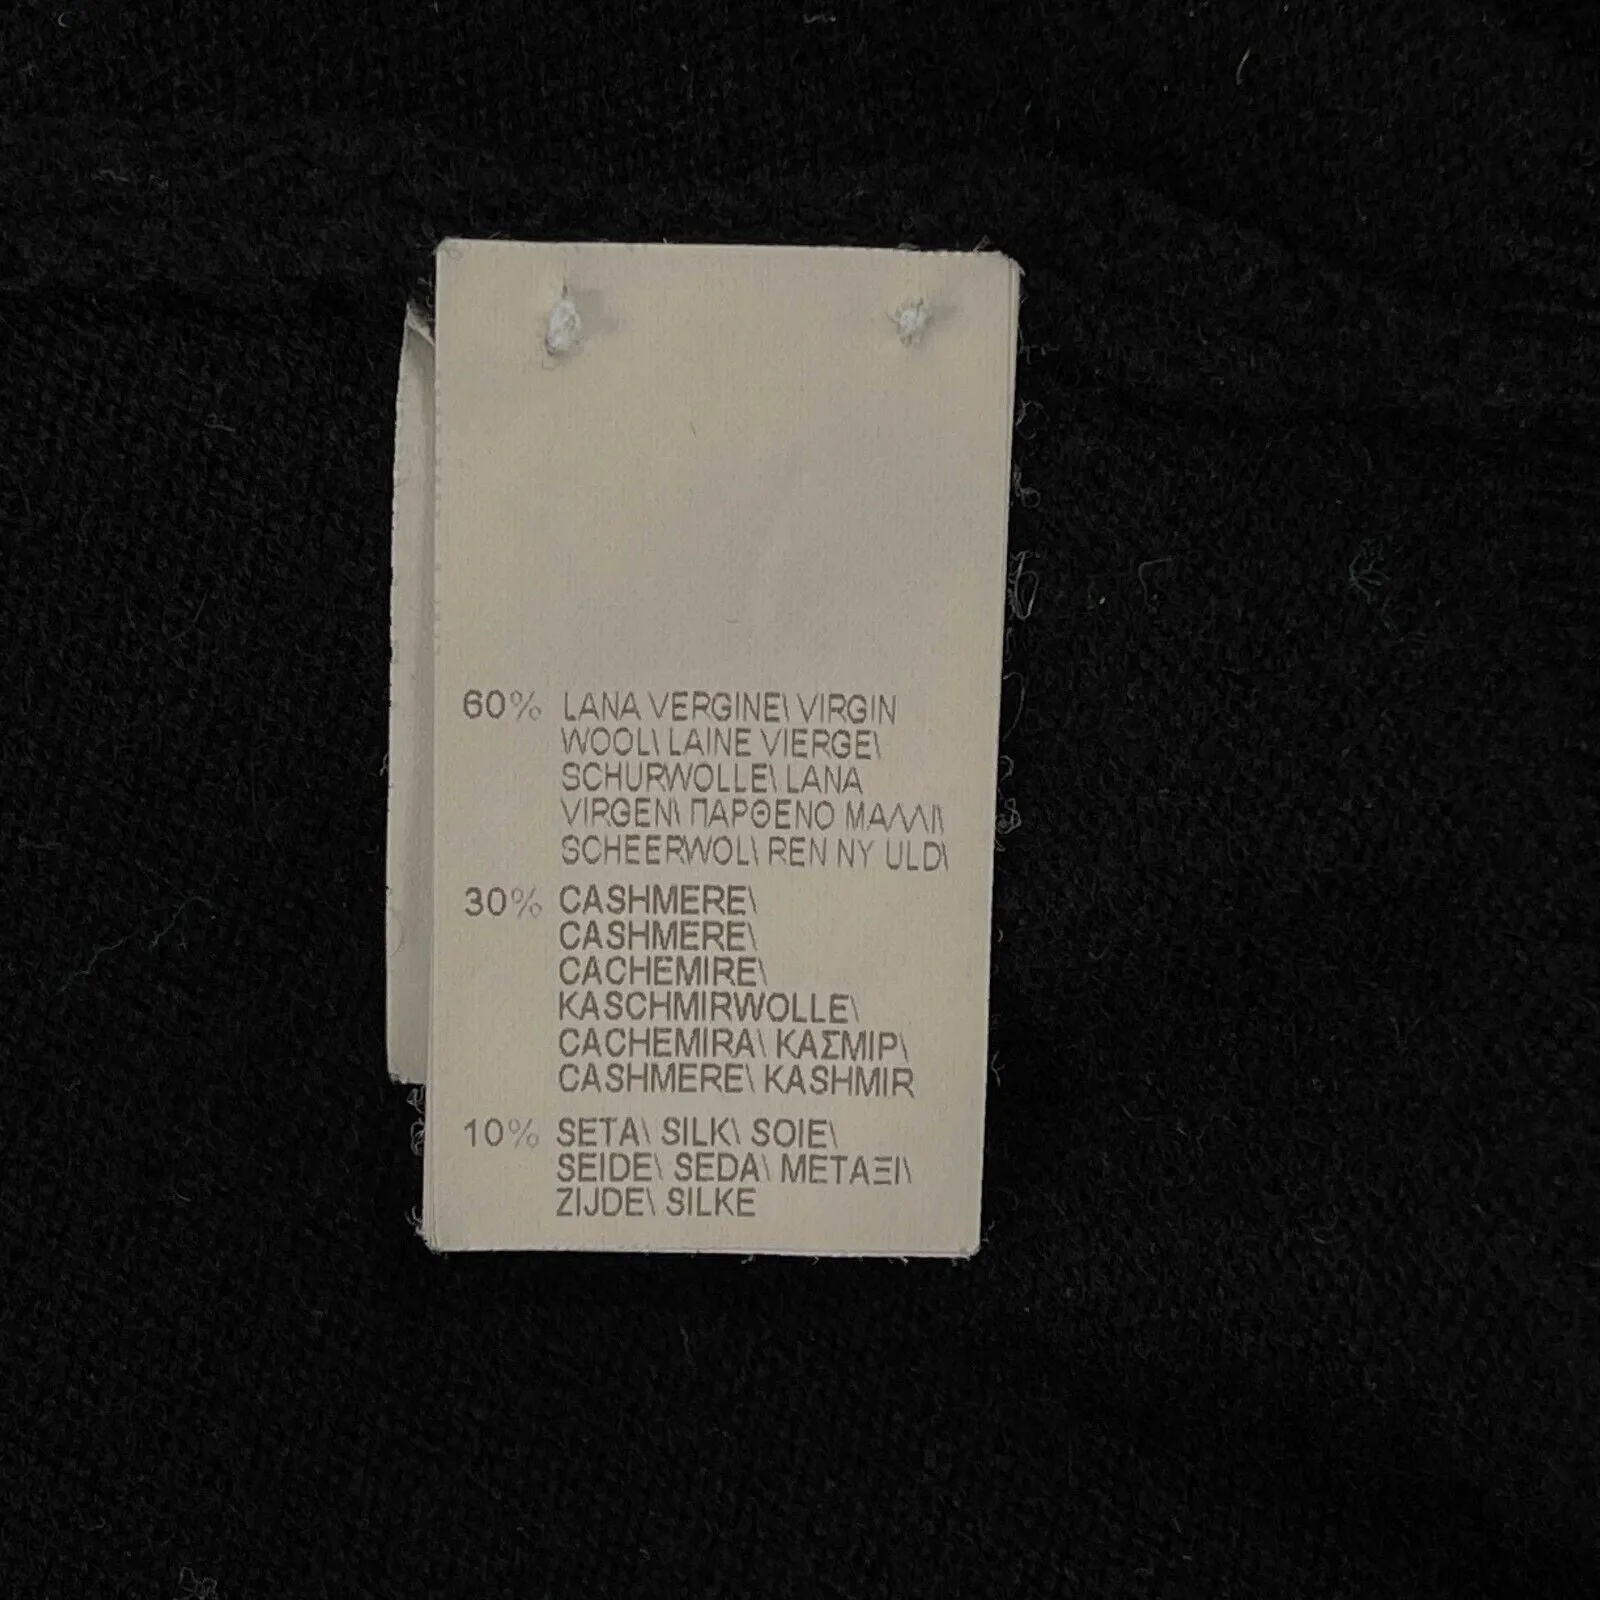 60% LANA VERGINE\ VIRGIN
WOOL\ LAINE VIERGE\
SCHURWOLLE\ LANA
VIRGEN\ ΠΑΡΘΕΝΟ ΜΑΛΛΙ\
SCHEERWOL\ REN NY ULD\
30% CASHMERE\
CASHMERE\
CACHEMIRE\
KASCHMIRWOLLE\
CACHEMIRA\ ΚΑΣΜΙΡ\
CASHMERE\ KASHMIR
10% SETA\ SILK\ SOIE\
SEIDE\ SEDA\ ΜΕΤΑΞΙ\
ZIJDE\ SILKE